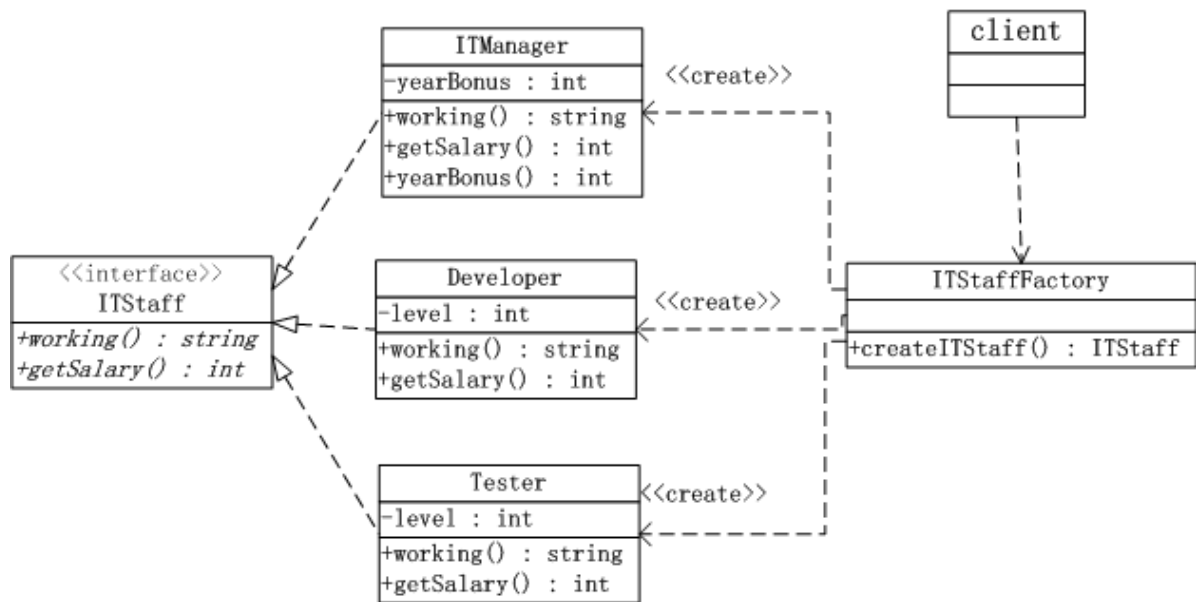 ITManager
-yearBonus : int
+working() : string
+getSalary() : int
+yearBonus() : int
<<create>>
client
<<interface>>
ITStaff
+working() : string
+getSalary() : int
Developer
-level : int
+working() : string
+getSalary() : int
<<create>>
ITStaffFactory
+createITStaff() : ITStaff
Tester
-level : int
+working() : string
+getSalary() : int
<<create>>